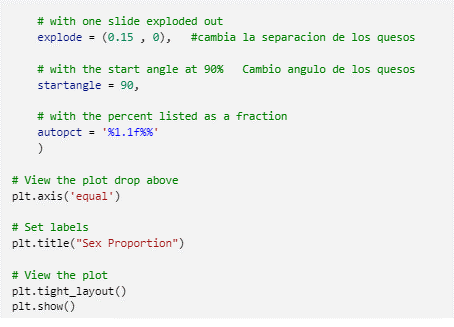 # with one slide exploded out
explode = (0.15 , 0),   #cambia la separacion de los quesos
# with the start angle at 90%   Cambio angulo de los quesos
startangle = 90,
# with the percent listed as a fraction
autopct = '%1.1f%%'
)
# View the plot drop above
plt.axis('equal')
# Set labels
plt.title("Sex Proportion")
# View the plot
plt.tight_layout()
plt.show()